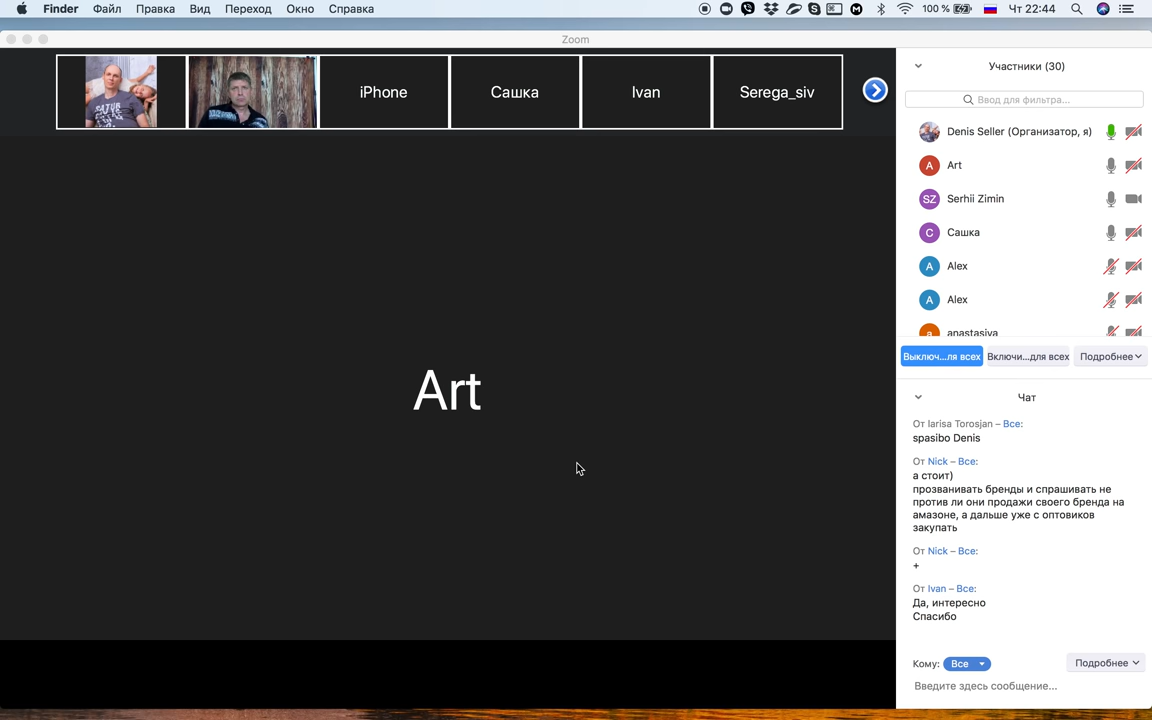 Finder Файл Правка Вид Переход Окно Справка 100 % Чт 22:44
Zoom
iPhone
Сашка
Ivan
Serega_siv
Art
Участники (30)
Ввод для фильтра...
Denis Seller (Организатор, я)
A Art
SZ Serhii Zimin
С Сашка
A Alex
A Alex
a anastasiya
Выключ...ля всех Включи...для всех Подробнее
Чат
От larisa Torosjan – Все:
spasibo Denis
От Nick – Все:
а стоит)
прозванивать бренды и спрашивать не
против ли они продажи своего бренда на
амазоне, а дальше уже с оптовиков
закупать
От Nick – Все:
+
От Ivan – Все:
Да, интересно
Спасибо
Кому: Все Подробнее
Введите здесь сообщение...